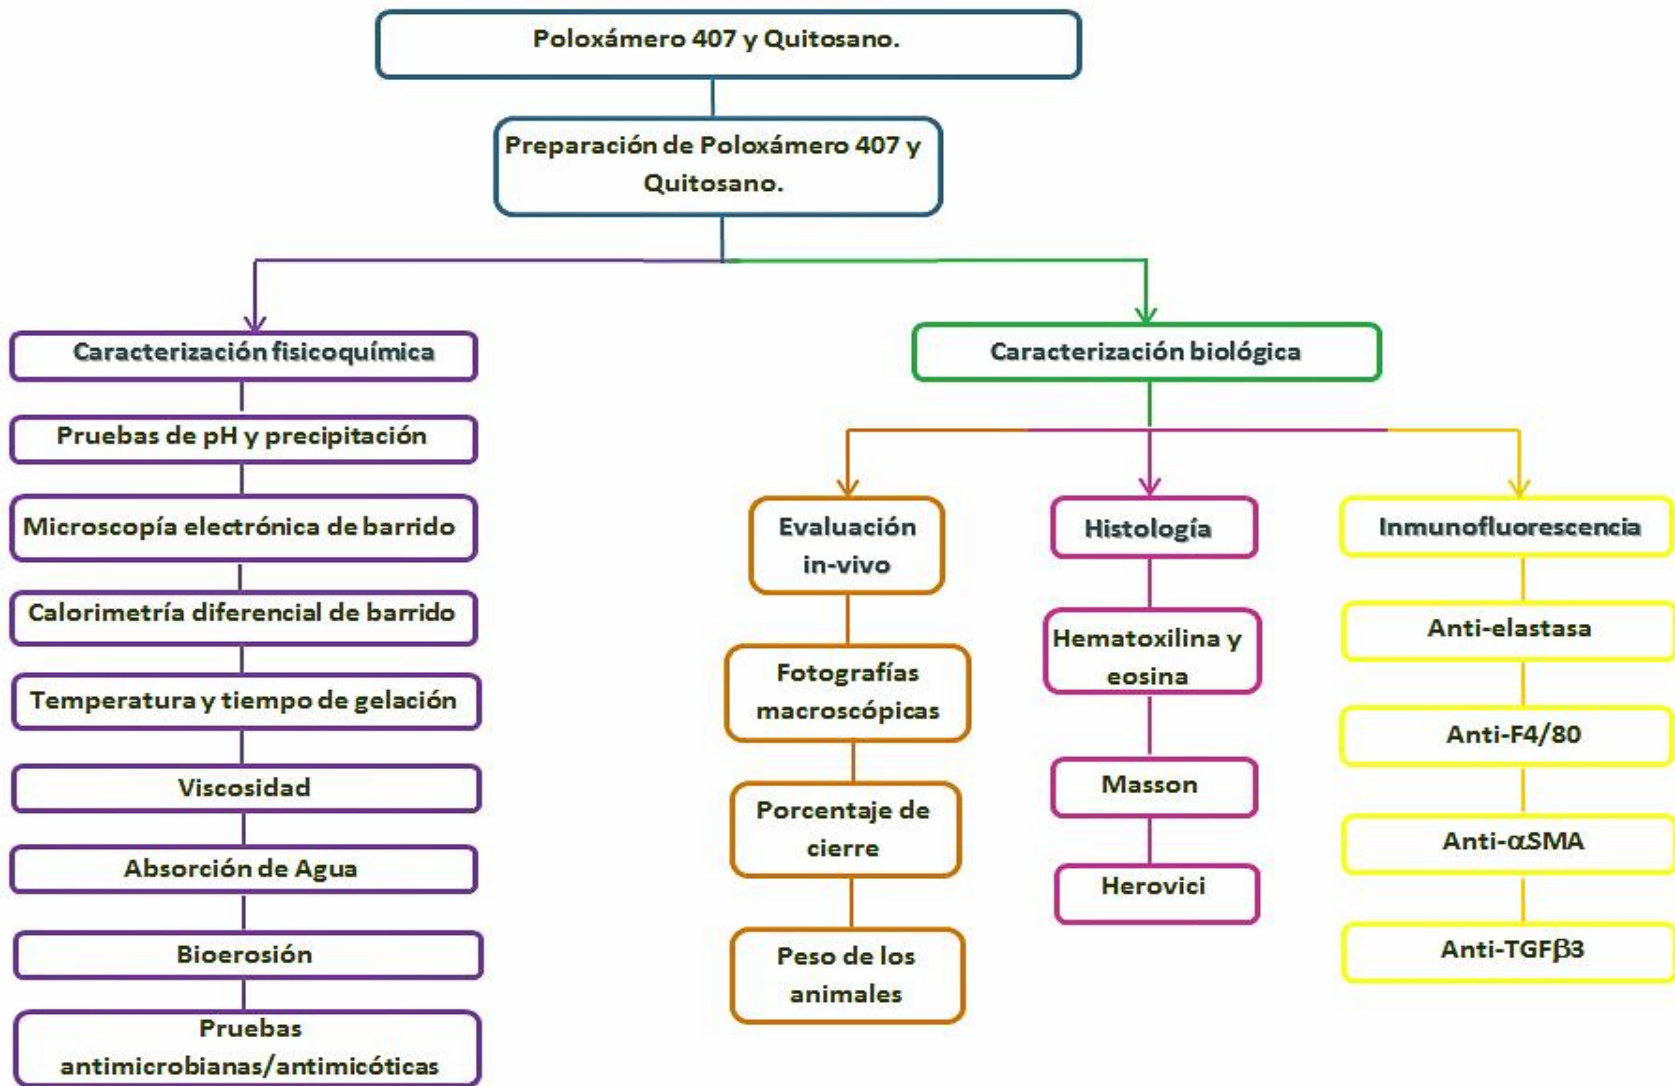 Poloxámero 407 y Quitosano.
Preparación de Poloxámero 407 y
Quitosano.
Caracterización fisicoquímica
Pruebas de pH y precipitación
Microscopía electrónica de barrido
Calorimetría diferencial de barrido
Temperatura y tiempo de gelación
Viscosidad
Absorción de Agua
Bioerosión
Pruebas
antimicrobianas/antimicóticas
Caracterización biológica
Evaluación
in-vivo
Fotografías
macroscópicas
Porcentaje de
cierre
Peso de los
animales
Histología
Hematoxilina y
eosina
Masson
Herovici
Inmunofluorescencia
Anti-elastasa
Anti-F4/80
Anti-αSMA
Anti-TGFβ3